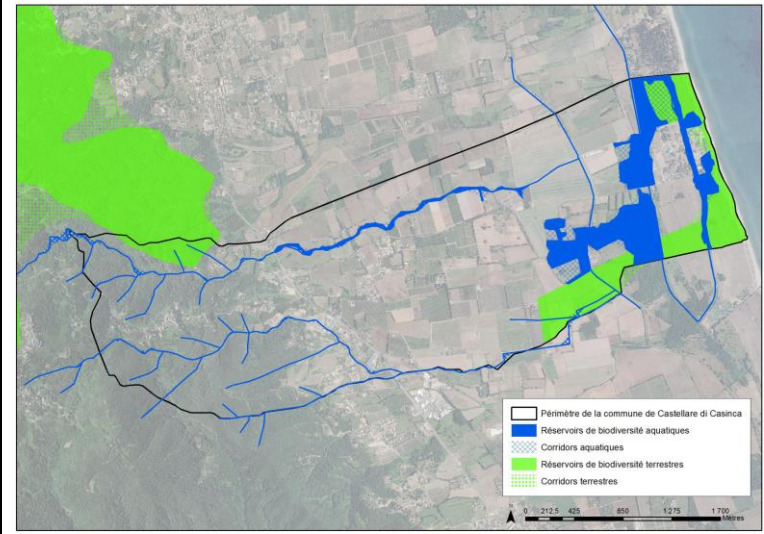 Périmètre de la commune de Castellare di Casinca
Réservoirs de biodiversité aquatiques
Corridors aquatiques
Réservoirs de biodiversité terrestres
Corridors terrestres
N
0 212,5 425 850 1 275 1 700
Mètres